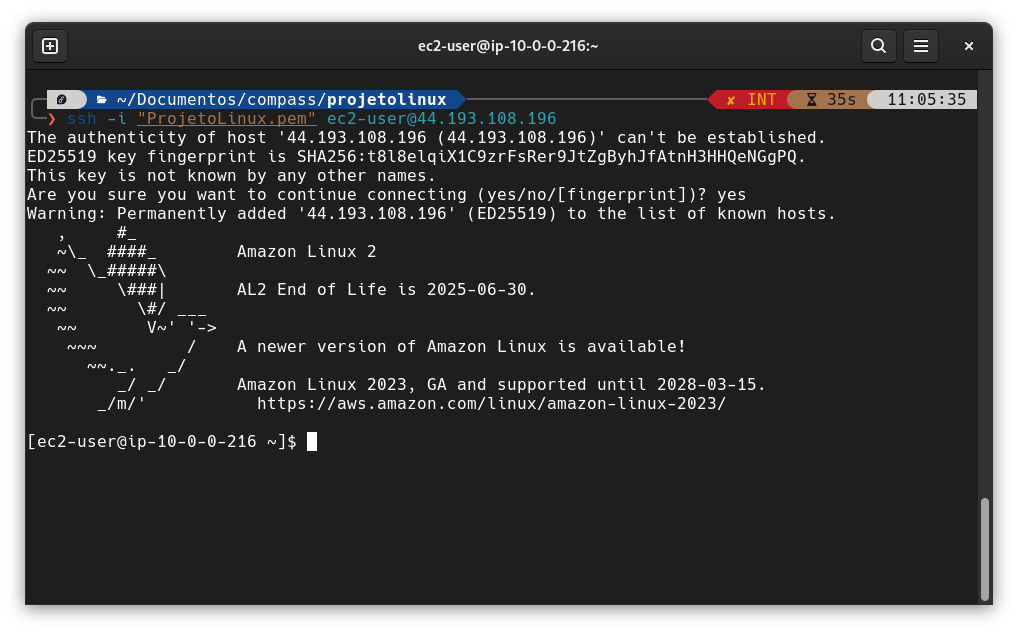 ec2-user@ip-10-0-0-216:~
~/Documentos/compass/projetolinux ✘ INT 35s 11:05:35
❯ ssh -i "ProjetoLinux.pem" ec2-user@44.193.108.196
The authenticity of host '44.193.108.196 (44.193.108.196)' can't be established.
ED25519 key fingerprint is SHA256:t8l8elqiX1C9zrFsRer9JtZgByhJfAtnH3HHQeNGgPQ.
This key is not known by any other names.
Are you sure you want to continue connecting (yes/no/[fingerprint])? yes
Warning: Permanently added '44.193.108.196' (ED25519) to the list of known hosts.
   ,     #_
   ~\_  ####_        Amazon Linux 2
  ~~  \_#####\
  ~~     \###|       AL2 End of Life is 2025-06-30.
  ~~       \#/ ___
   ~~       V~' '->
    ~~~         /    A newer version of Amazon Linux is available!
      ~~._.   _/
         _/ _/       Amazon Linux 2023, GA and supported until 2028-03-15.
       _/m/'           https://aws.amazon.com/linux/amazon-linux-2023/
[ec2-user@ip-10-0-0-216 ~]$